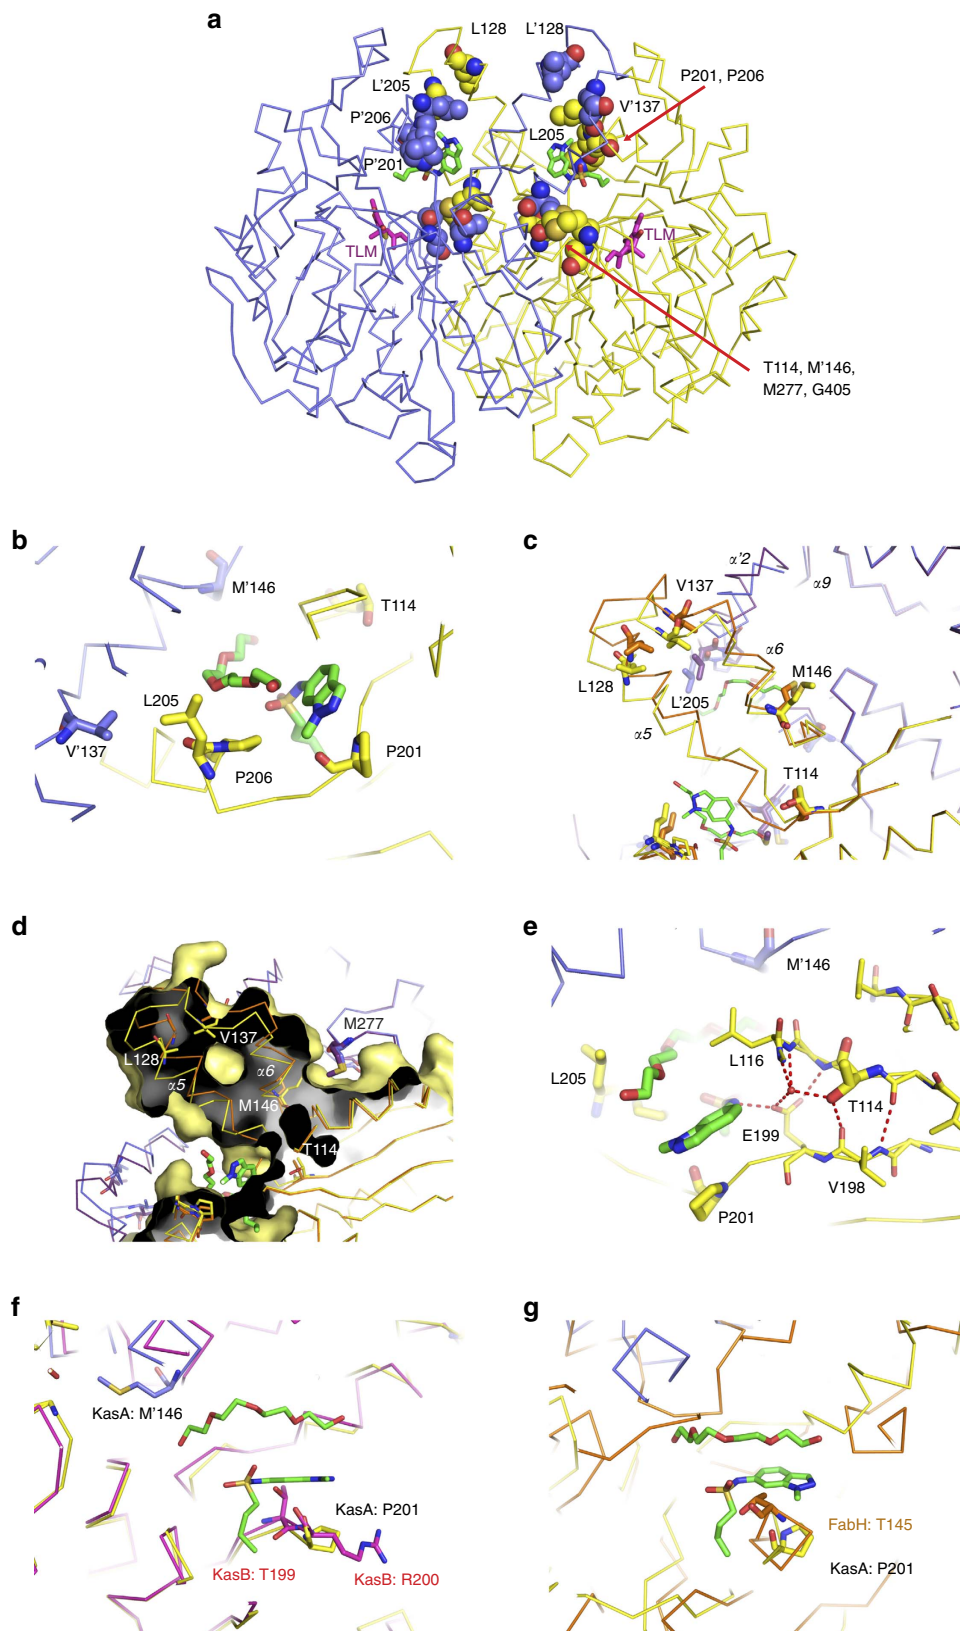 a
L128 L'128
L'205
P'206
P'201
V'137
L205
P201, P206
TLM
TLM
T114, M'146,
M277, G405
b
M'146
T114
L205
V'137
P206
P201
c
α'2
α9
V137
α6
L128
M146
L'205
α5
T114
d
V137
M277
L128
α5
α6
M146
T114
e
M'146
L116
L205
T114
E199
V198
P201
f
KasA: M'146
KasA: P201
KasB: T199
KasB: R200
g
FabH: T145
KasA: P201